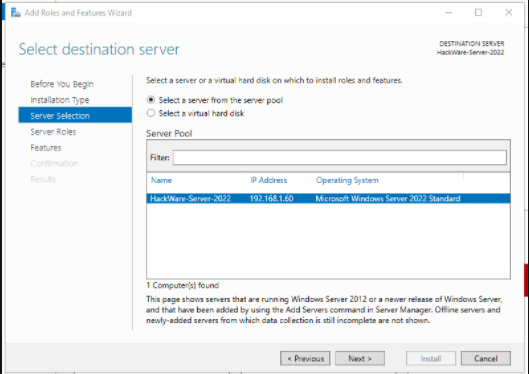 Add Roles and Features Wizard
Select destination server
DESTINATION SERVER
HackWare-Server-2022
Before You Begin
Installation Type
Server Selection
Server Roles
Features
Confirmation
Results
Select a server or a virtual hard disk on which to install roles and features.
Select a server from the server pool
Select a virtual hard disk
Server Pool
Filter:
Name IP Address Operating System
HackWare-Server-2022 192.168.1.60 Microsoft Windows Server 2022 Standard
1 Computer(s) found
This page shows servers that are running Windows Server 2012 or a newer release of Windows Server,
and that have been added by using the Add Servers command in Server Manager. Offline servers and
newly-added servers from which data collection is still incomplete are not shown.
< Previous Next > Install Cancel